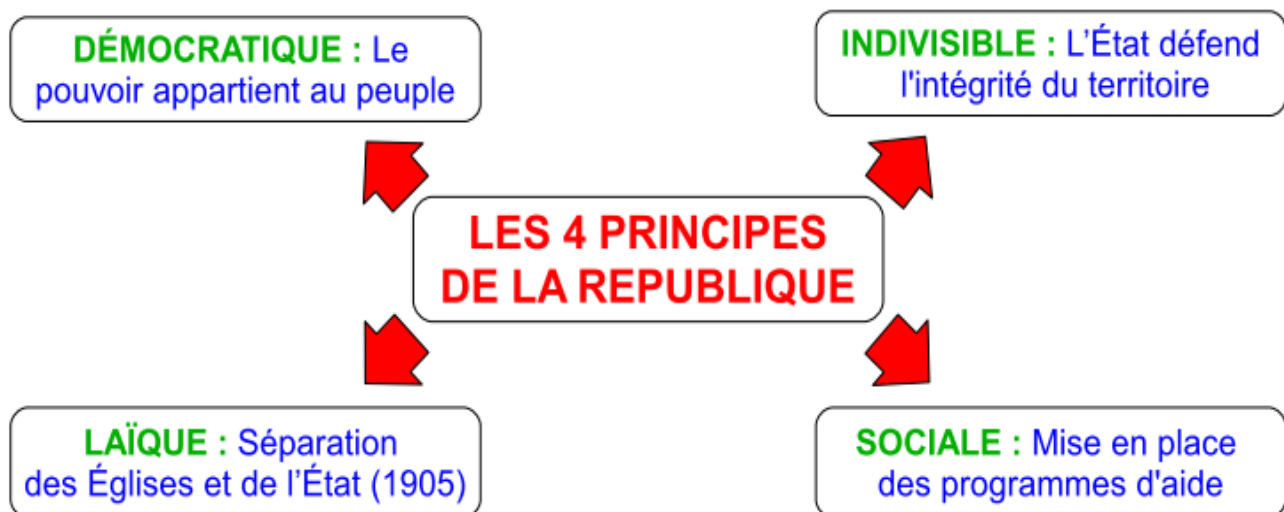 DÉMOCRATIQUE : Le
pouvoir appartient au peuple
INDIVISIBLE : L'État défend
l'intégrité du territoire
LES 4 PRINCIPES
DE LA REPUBLIQUE
LAÏQUE : Séparation
des Églises et de l'État (1905)
SOCIALE : Mise en place
des programmes d'aide